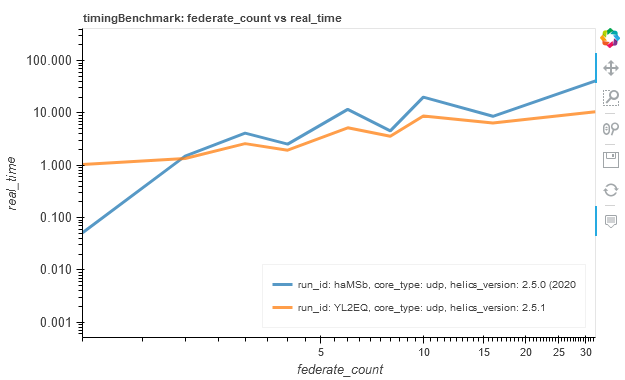 timingBenchmark: federate_count vs real_time
real_time
100.000
10.000
1.000
0.100
0.010
0.001
run_id: haMSb, core_type: udp, helics_version: 2.5.0 (2020
run_id: YL2EQ, core_type: udp, helics_version: 2.5.1
5 10 15 20 25 30
federate_count